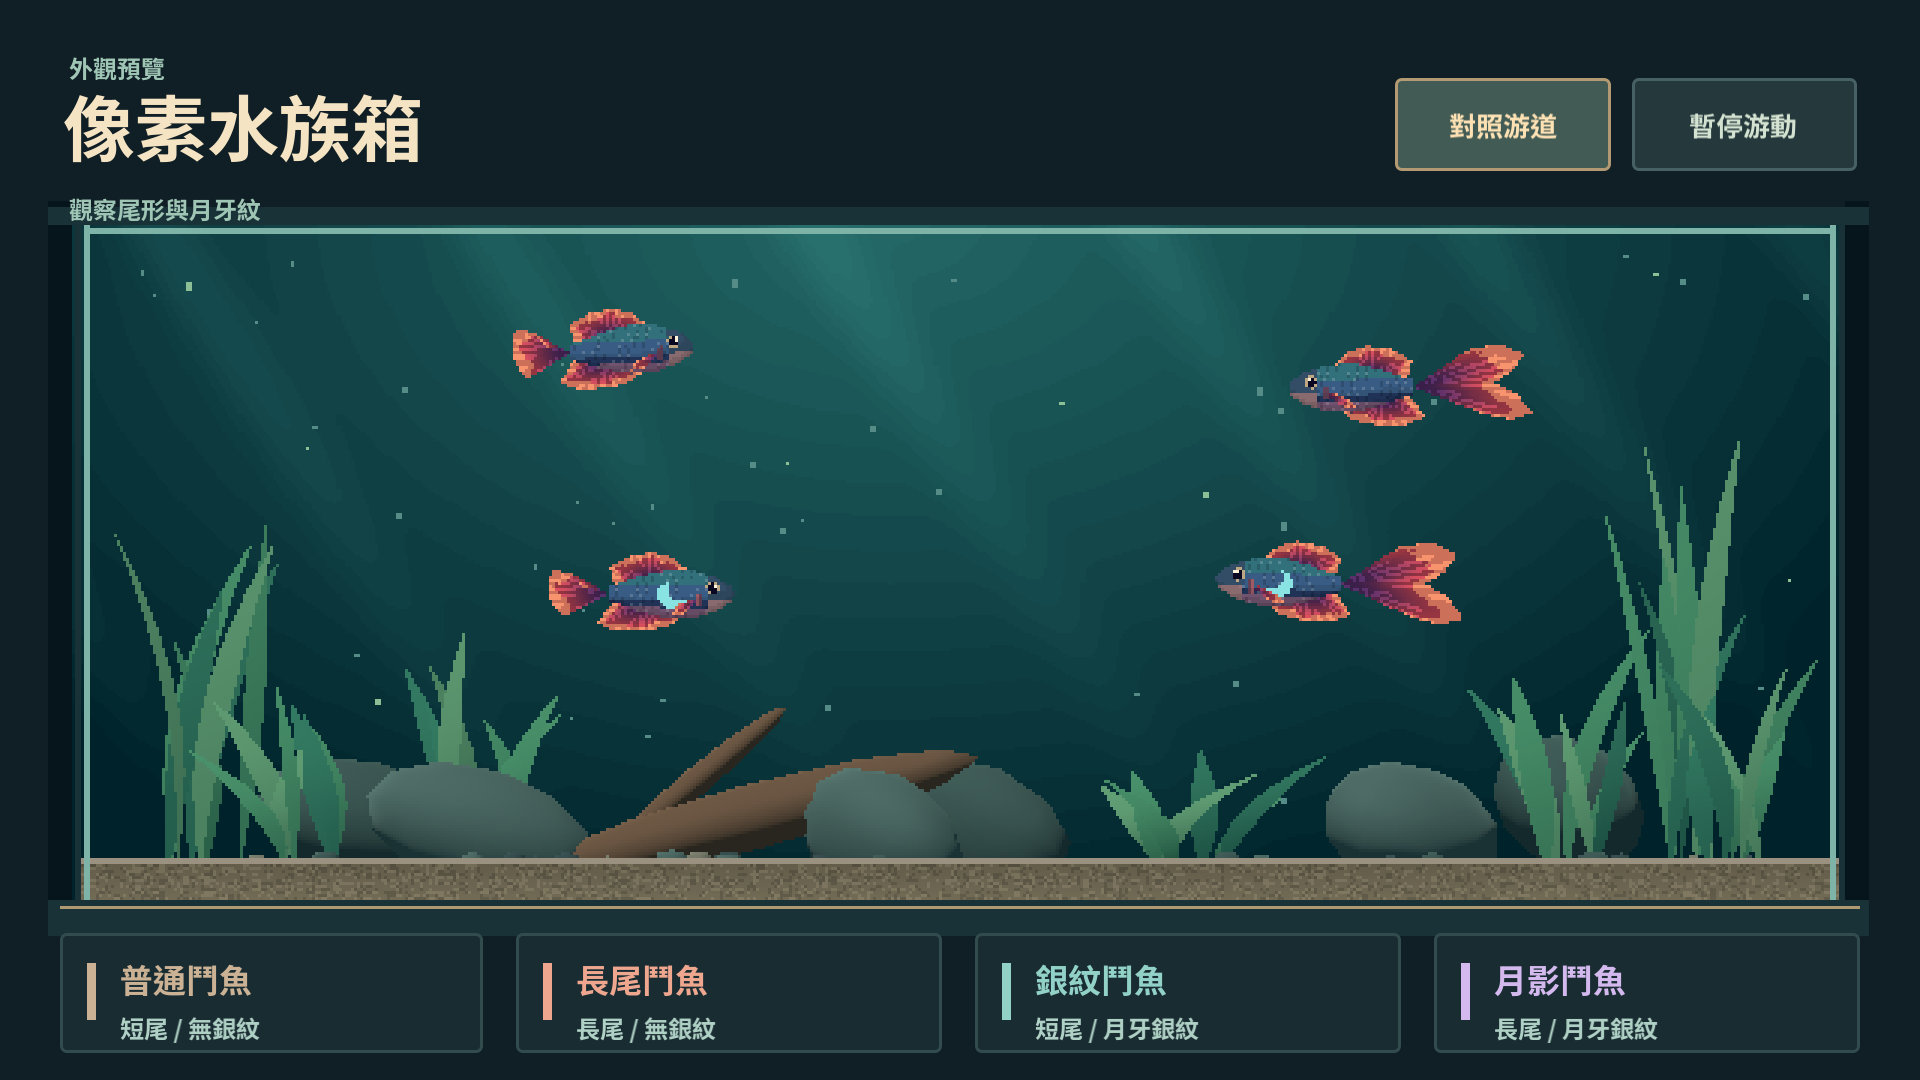 外觀預覽
像素水族箱
對照游道
暫停游動
觀察尾形與月牙紋
普通鬥魚
短尾 / 無銀紋
長尾鬥魚
長尾 / 無銀紋
銀紋鬥魚
短尾 / 月牙銀紋
月影鬥魚
長尾 / 月牙銀紋